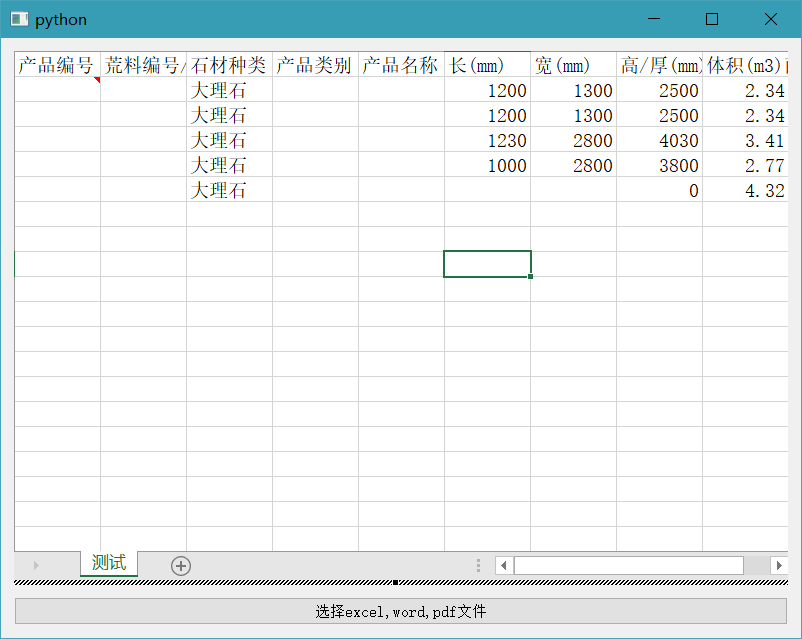 python
产品编号 荒料编号/ 石材种类 产品类别 产品名称 长(mm) 宽(mm) 高/厚(mm) 体积(m3)
大理石 1200 1300 2500 2.34
大理石 1200 1300 2500 2.34
大理石 1230 2800 4030 3.41
大理石 1000 2800 3800 2.77
大理石 0 4.32
测试
选择excel,word,pdf文件